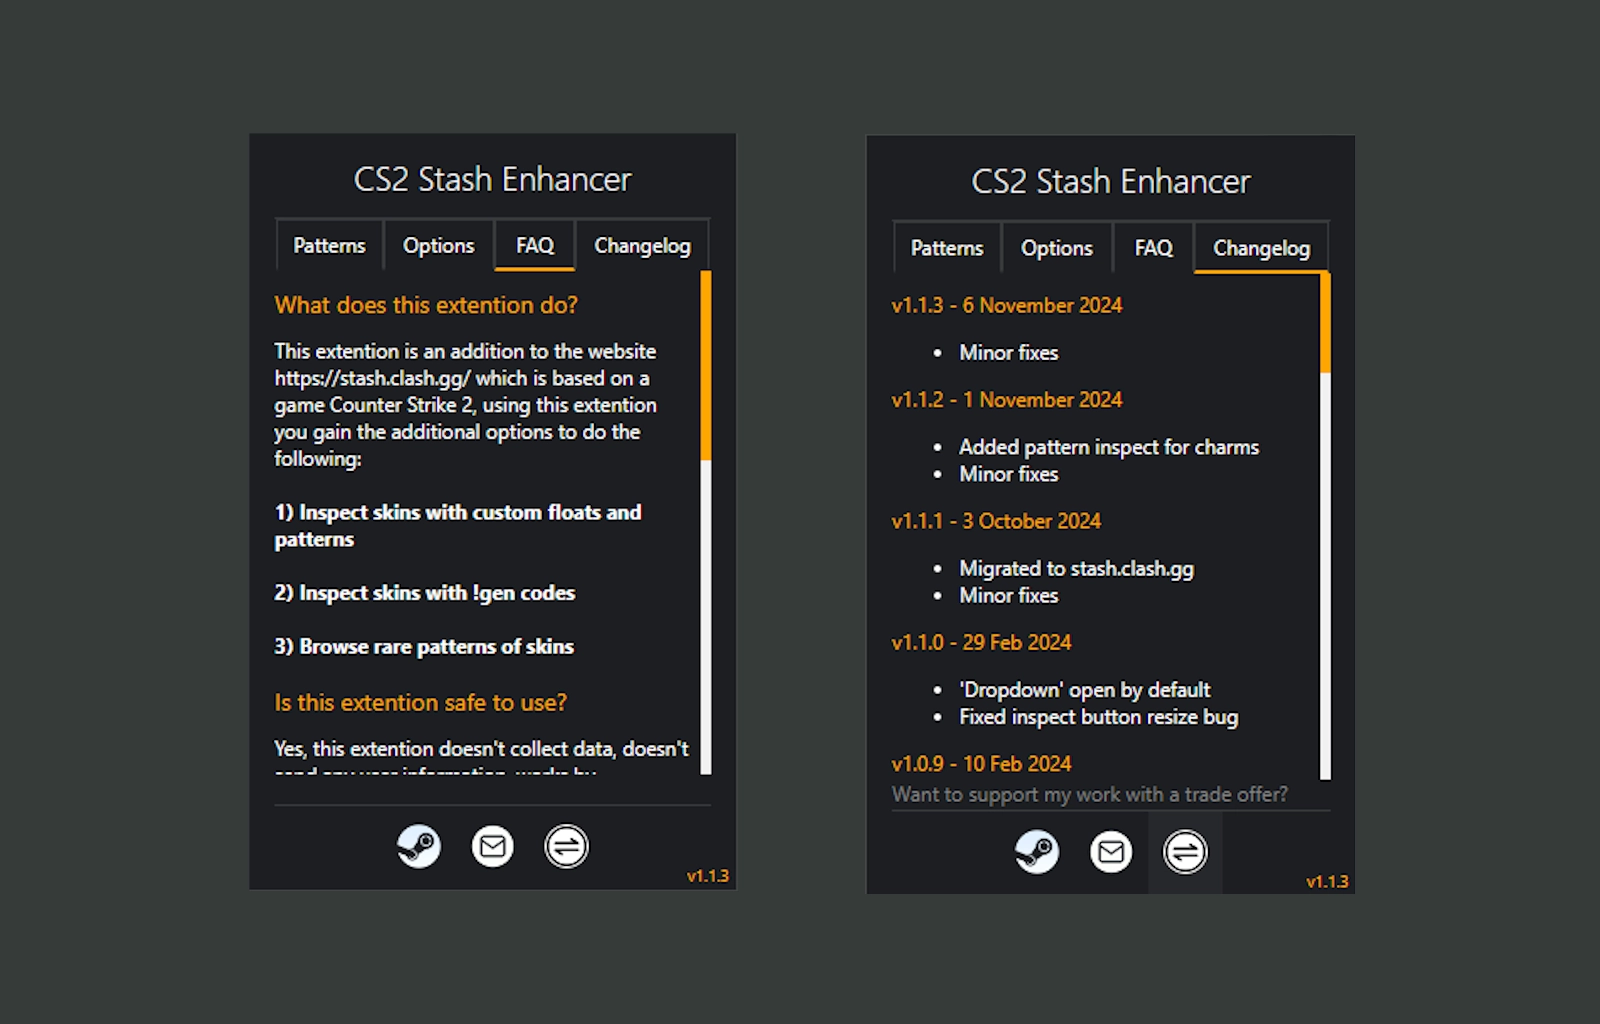 CS2 Stash Enhancer
Patterns Options FAQ Changelog
What does this extention do?
This extention is an addition to the website
https://stash.clash.gg/ which is based on a
game Counter Strike 2, using this extention
you gain the additional options to do the
following:
1) Inspect skins with custom floats and
patterns
2) Inspect skins with !gen codes
3) Browse rare patterns of skins
Is this extention safe to use?
Yes, this extention doesn't collect data, doesn't
send any user information, works by
v1.1.3
CS2 Stash Enhancer
Patterns Options FAQ Changelog
v1.1.3 - 6 November 2024
• Minor fixes
v1.1.2 - 1 November 2024
• Added pattern inspect for charms
• Minor fixes
v1.1.1 - 3 October 2024
• Migrated to stash.clash.gg
• Minor fixes
v1.1.0 - 29 Feb 2024
• 'Dropdown' open by default
• Fixed inspect button resize bug
v1.0.9 - 10 Feb 2024
Want to support my work with a trade offer?
v1.1.3